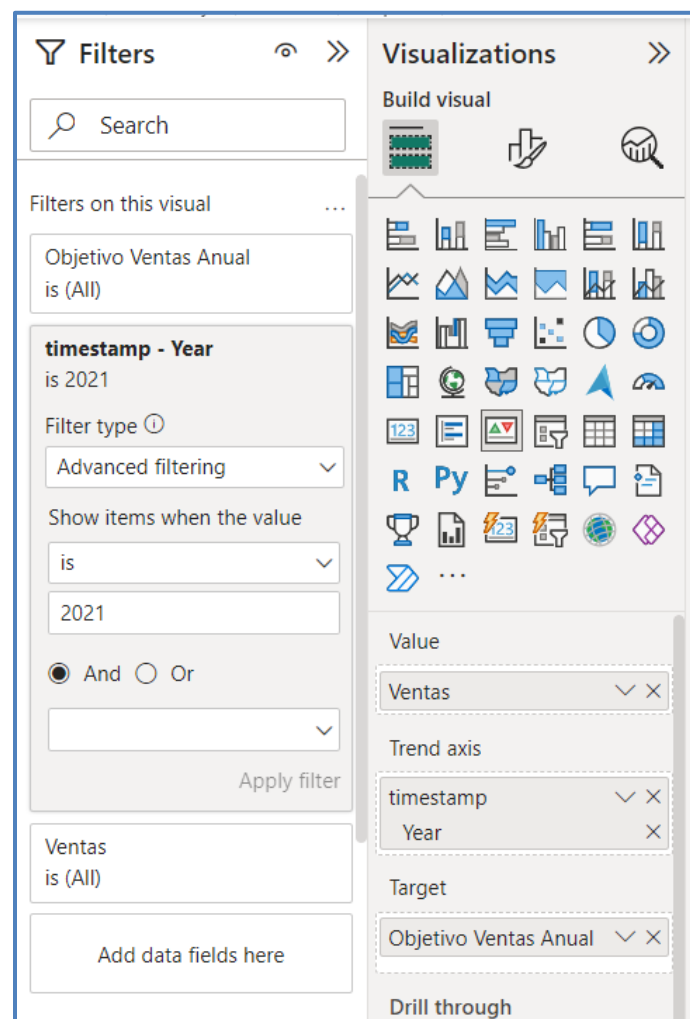 Filters
Search
Filters on this visual
...
Objetivo Ventas Anual
is (All)
timestamp - Year
is 2021
Filter type
Advanced filtering
Show items when the value
is
2021
And
Or
Apply filter
Ventas
is (All)
Add data fields here
Visualizations
Build visual
123
R
Py
123
...
Value
Ventas
Trend axis
timestamp
Year
Target
Objetivo Ventas Anual
Drill through